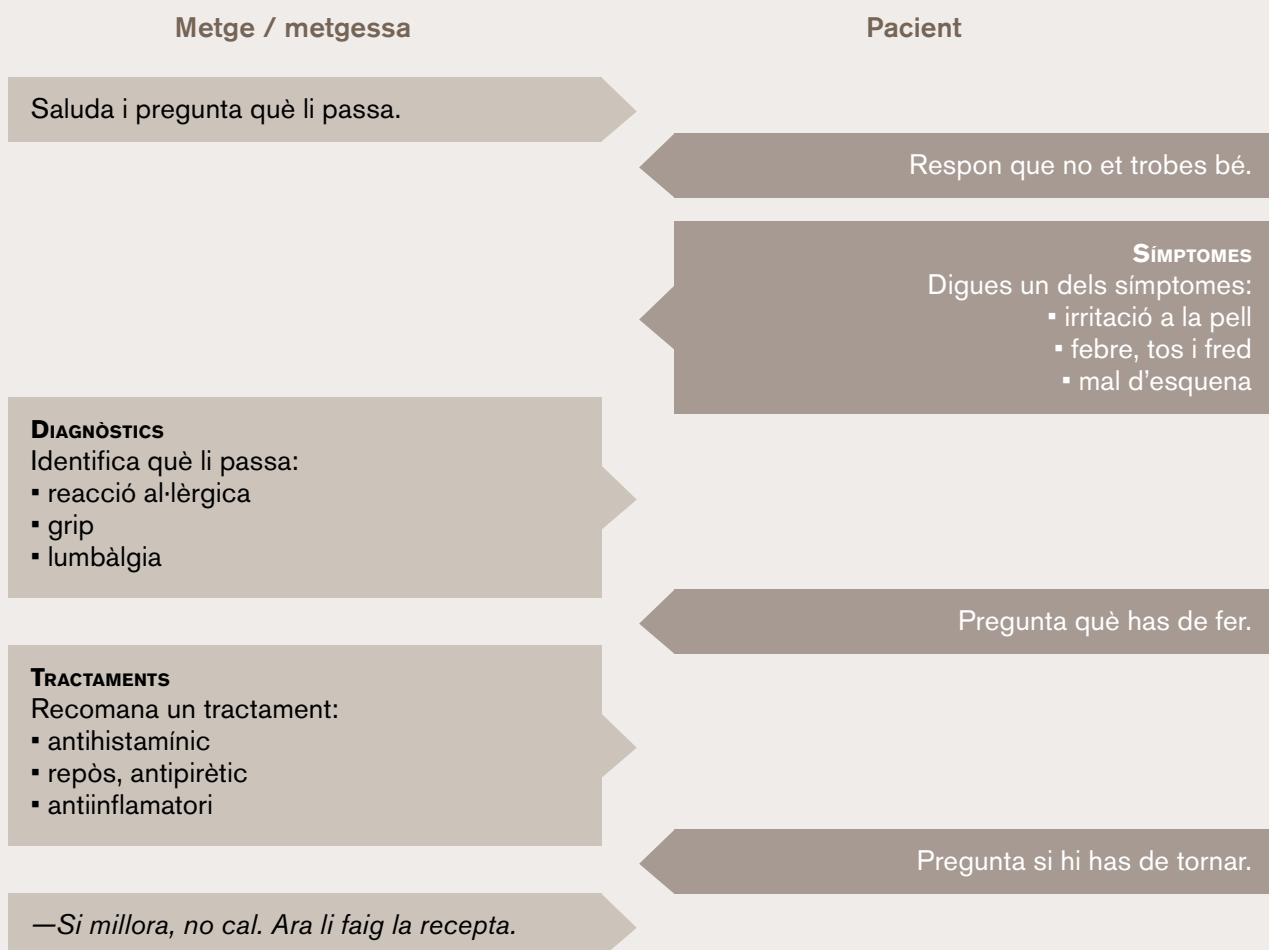 Metge / metgessa
Pacient
Saluda i pregunta què li passa.
Respon que no et trobes bé.
Símptomes
Digues un dels símptomes:
▪ irritació a la pell
▪ febre, tos i fred
▪ mal d’esquena
Diagnòstics
Identifica què li passa:
▪ reacció al·lèrgica
▪ grip
▪ lumbàlgia
Pregunta què has de fer.
Tractaments
Recomana un tractament:
▪ antihistamínic
▪ repòs, antipirètic
▪ antiinflamatori
Pregunta si hi has de tornar.
—Si millora, no cal. Ara li faig la recepta.